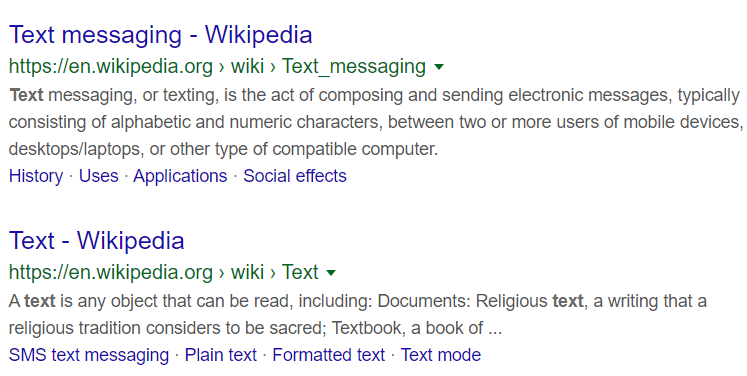 Text messaging - Wikipedia
https://en.wikipedia.org › wiki › Text_messaging
Text messaging, or texting, is the act of composing and sending electronic messages, typically
consisting of alphabetic and numeric characters, between two or more users of mobile devices,
desktops/laptops, or other type of compatible computer.
History · Uses · Applications · Social effects
Text - Wikipedia
https://en.wikipedia.org › wiki › Text
A text is any object that can be read, including: Documents: Religious text, a writing that a
religious tradition considers to be sacred; Textbook, a book of ...
SMS text messaging · Plain text · Formatted text · Text mode